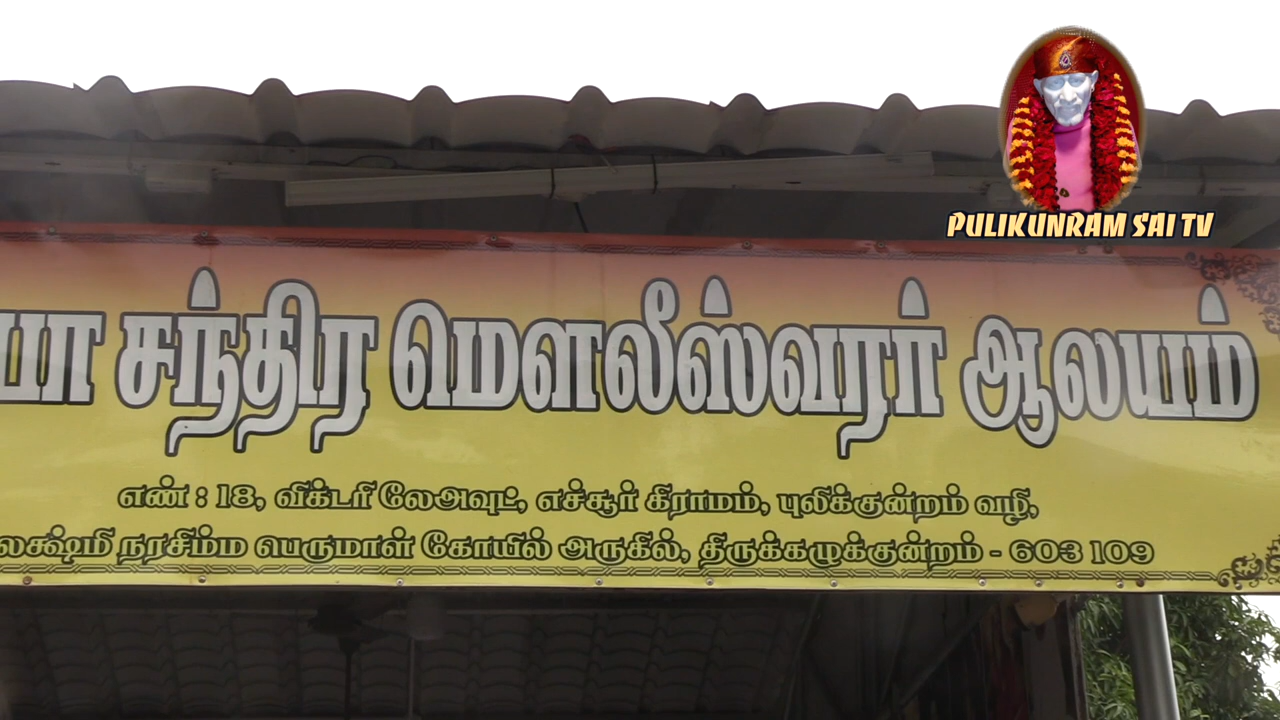 PULIKUNRAM SAI TV
சந்திர மௌலீஸ்வரர் ஆலயம்
எண் : 18, விக்டரி லேஅவுட், எச்சூர் கிராமம், புலிக்குன்றம் வழி,
லக்ஷ்மி நரசிம்ம பெருமாள் கோயில் அருகில், திருக்கழுக்குன்றம் - 603 109